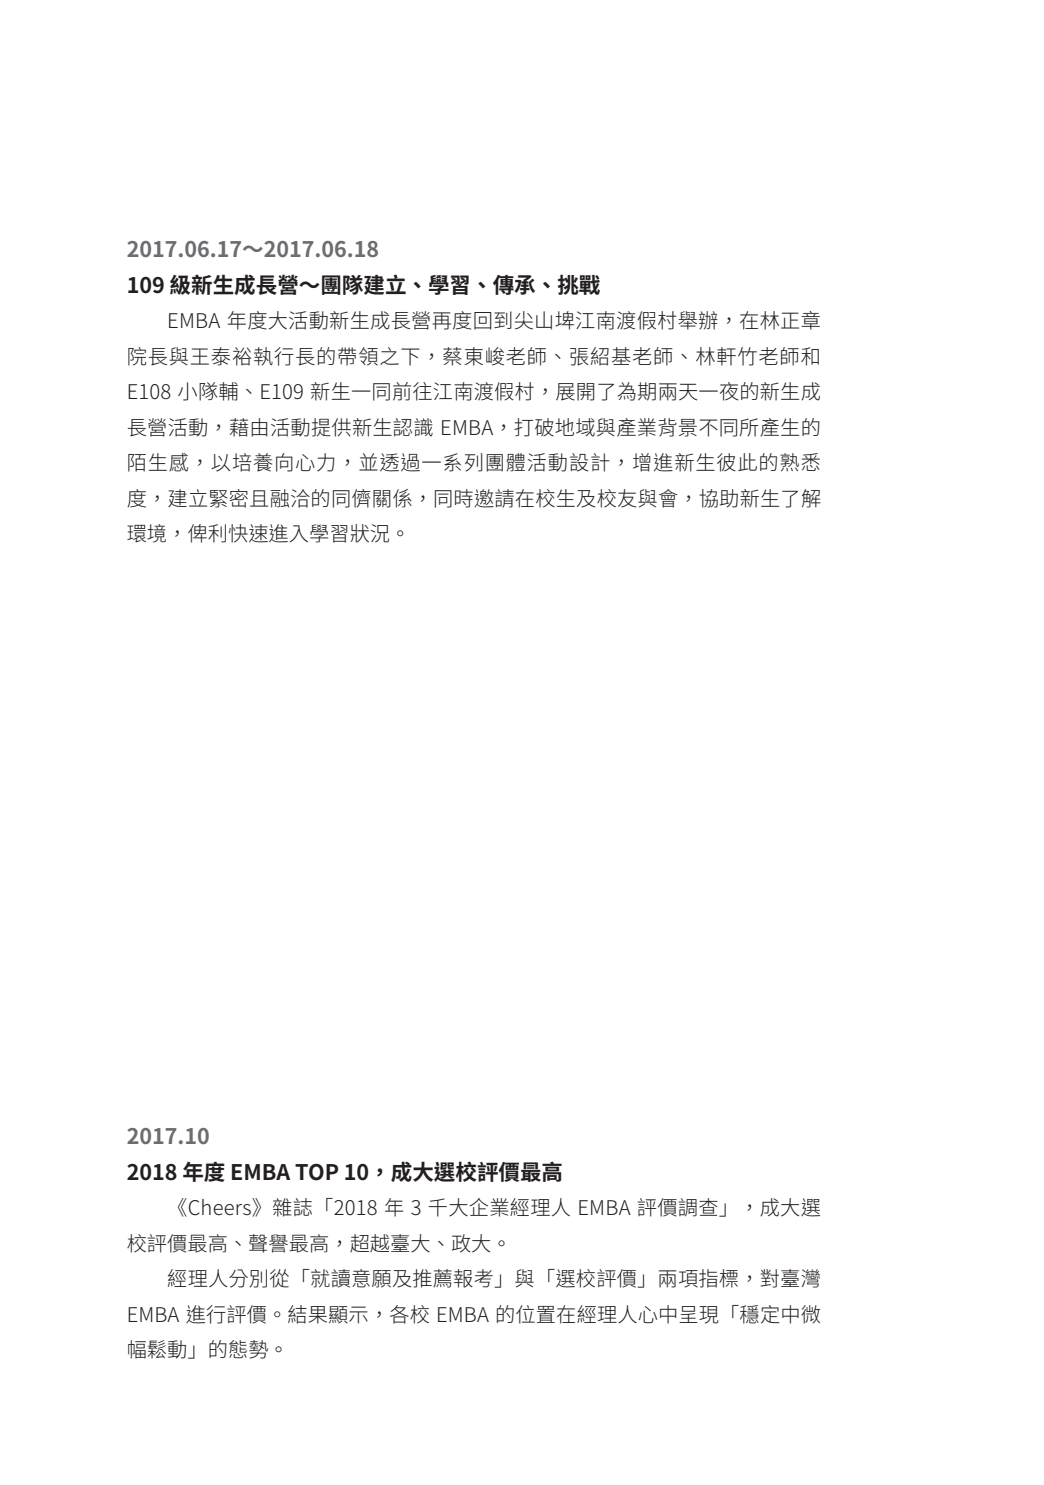 2017.06.17～2017.06.18
109 級新生成長營～團隊建立、學習、傳承、挑戰
EMBA 年度大活動新生成長營再度回到尖山埤江南渡假村舉辦，在林正章
院長與王泰裕執行長的帶領之下，蔡東峻老師、張紹基老師、林軒竹老師和
E108 小隊輔、E109 新生一同前往江南渡假村，展開了為期兩天一夜的新生成
長營活動，藉由活動提供新生認識 EMBA，打破地域與產業背景不同所產生的
陌生感，以培養向心力，並透過一系列團體活動設計，增進新生彼此的熟悉
度，建立緊密且融洽的同儕關係，同時邀請在校生及校友與會，協助新生了解
環境，俾利快速進入學習狀況。
2017.10
2018 年度 EMBA TOP 10，成大選校評價最高
《Cheers》雜誌「2018 年 3 千大企業經理人 EMBA 評價調查」，成大選
校評價最高、聲譽最高，超越臺大、政大。
經理人分別從「就讀意願及推薦報考」與「選校評價」兩項指標，對臺灣
EMBA 進行評價。結果顯示，各校 EMBA 的位置在經理人心中呈現「穩定中微
幅鬆動」的態勢。